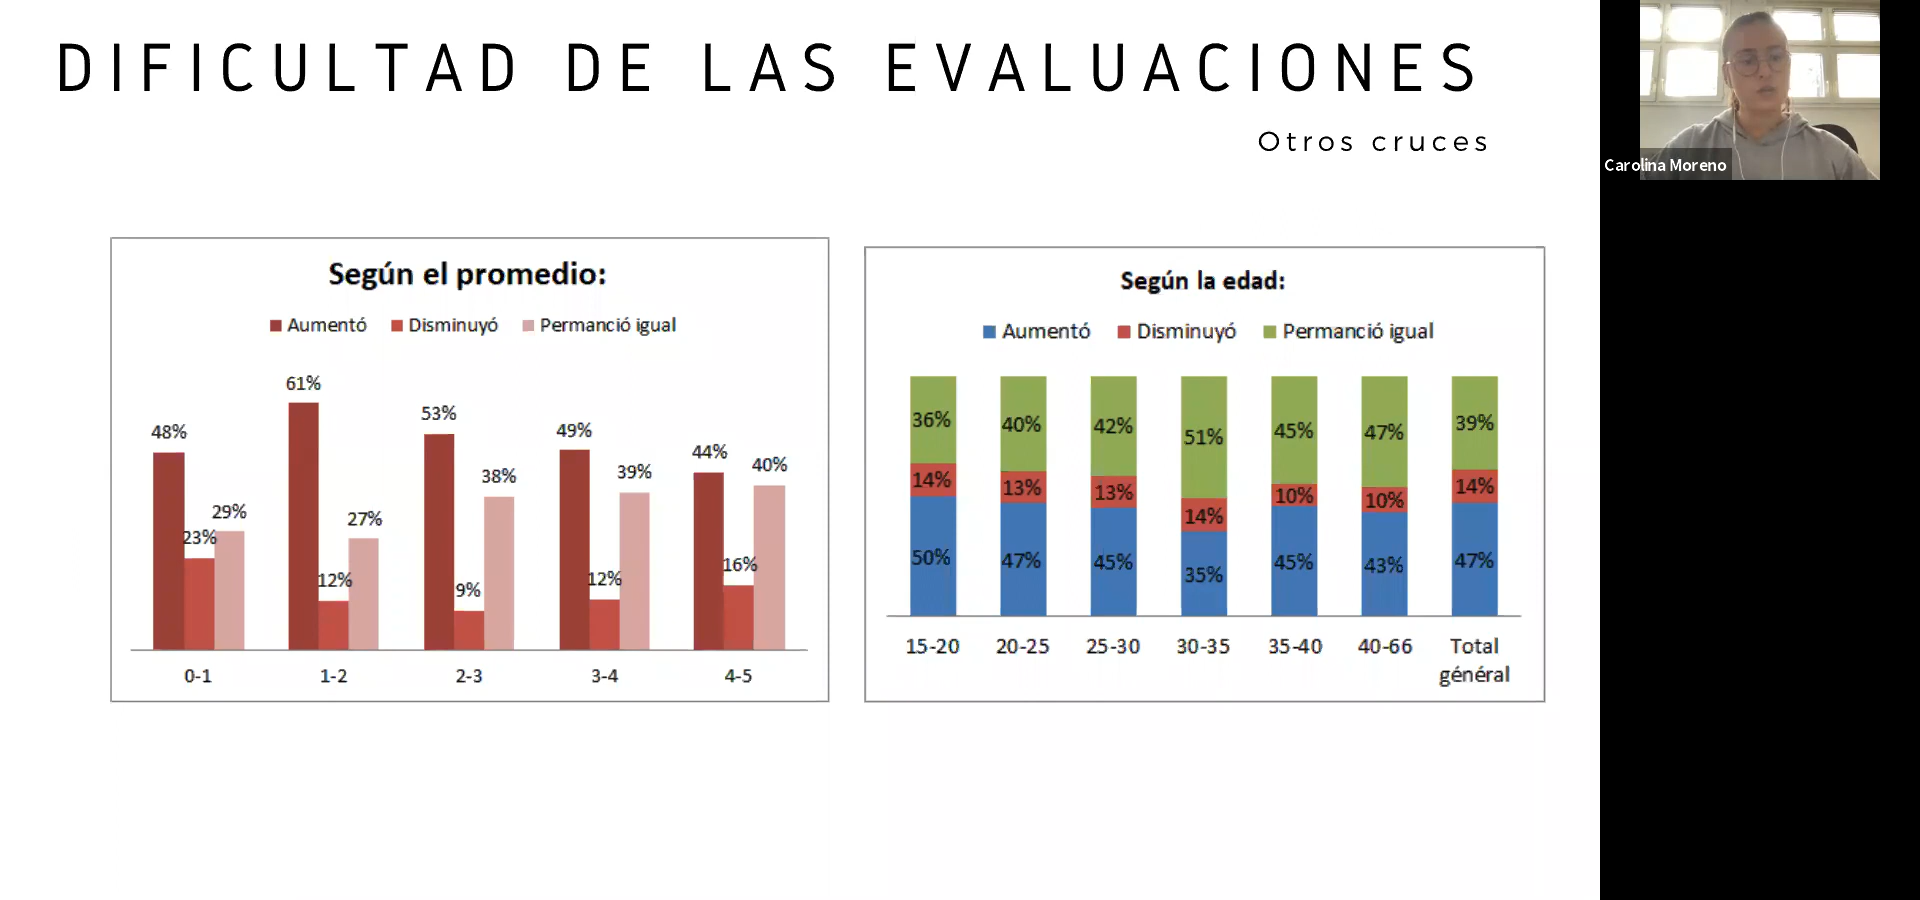 DIFICULTAD DE LAS EVALUACIONES
Otros cruces
Carolina Moreno
Según el promedio:
Aumentó Disminuyó Permanció igual
48% 23% 29%
61% 12% 27%
53% 9% 38%
49% 12% 39%
44% 16% 40%
0-1 1-2 2-3 3-4 4-5
Según la edad:
Aumentó Disminuyó Permanció igual
36% 40% 42% 51% 45% 47% 39%
14% 13% 13% 14% 10% 10% 14%
50% 47% 45% 35% 45% 43% 47%
15-20 20-25 25-30 30-35 35-40 40-66 Total
général